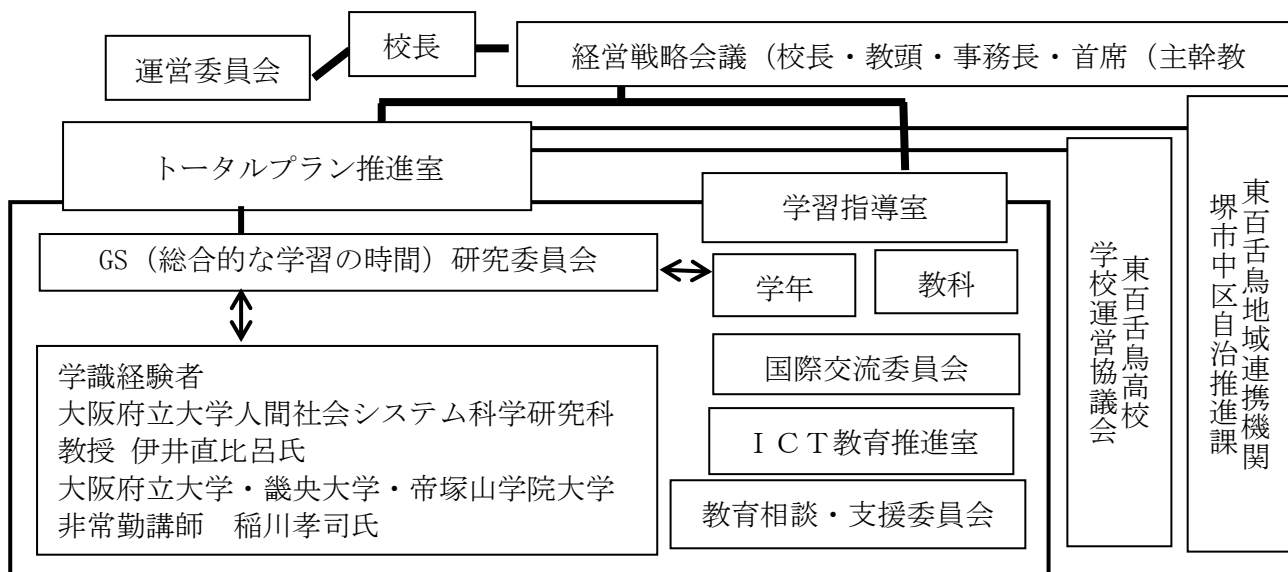 校長
運営委員会
経営戦略会議（校長・教頭・事務長・首席（主幹教
トータルプラン推進室
学習指導室
GS（総合的な学習の時間）研究委員会
学年
教科
国際交流委員会
ＩＣＴ教育推進室
教育相談・支援委員会
学識経験者
大阪府立大学人間社会システム科学研究科
教授 伊井直比呂氏
大阪府立大学・畿央大学・帝塚山学院大学
非常勤講師　稲川孝司氏
東百舌鳥高校
学校運営協議会
東百舌鳥地域連携機関
堺市中区自治推進課